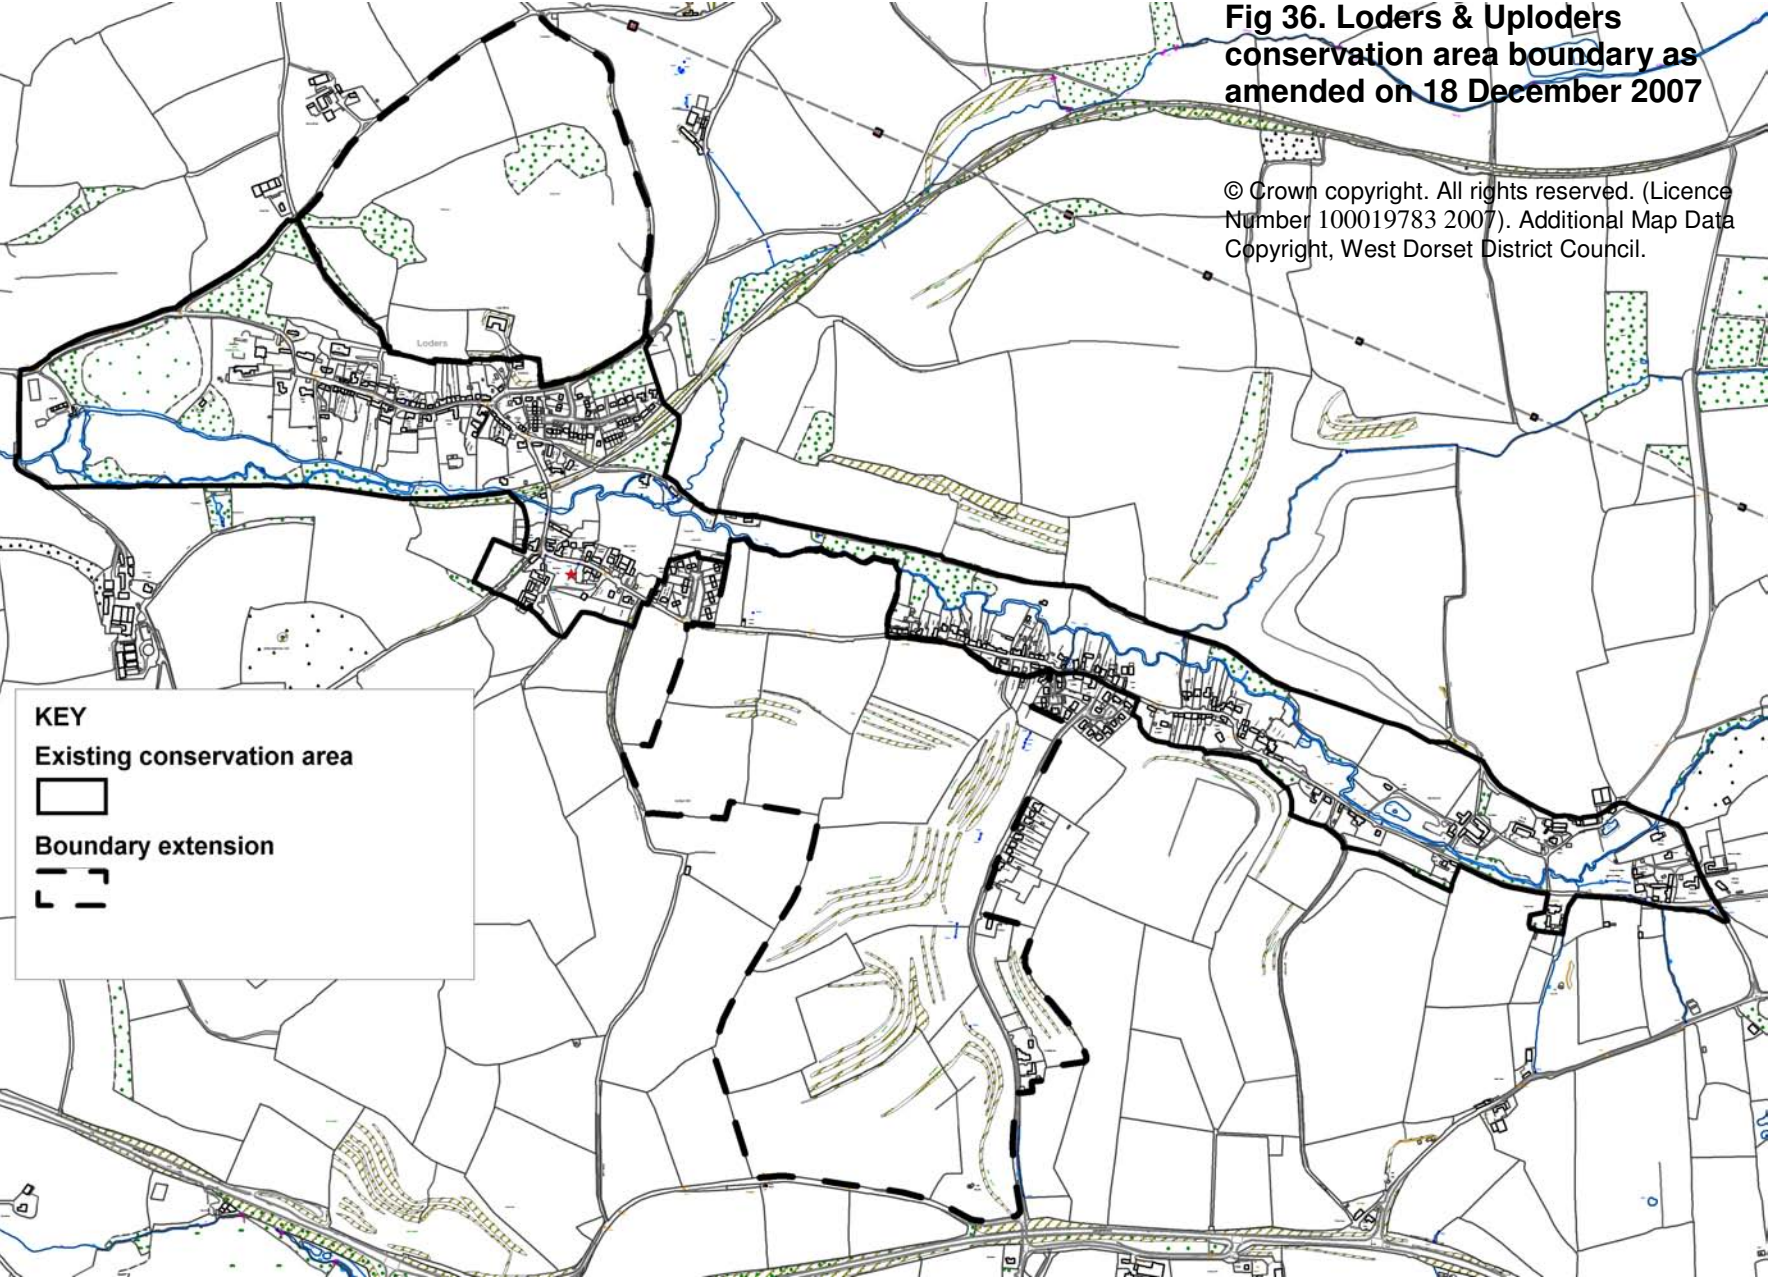 Fig 36. Loders & Uploders
conservation area boundary as
amended on 18 December 2007
© Crown copyright. All rights reserved. (Licence
Number 100019783 2007). Additional Map Data
Copyright, West Dorset District Council.
Loders
KEY
Existing conservation area
Boundary extension